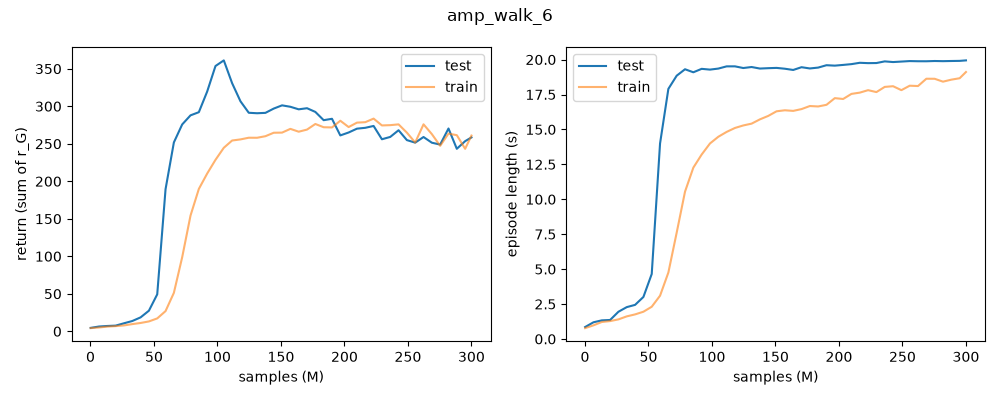 amp_walk_6
return (sum of r_G)
350
300
250
200
150
100
50
0
0 50 100 150 200 250 300
samples (M)
test
train
episode length (s)
20.0
17.5
15.0
12.5
10.0
7.5
5.0
2.5
0.0
0 50 100 150 200 250 300
samples (M)
test
train